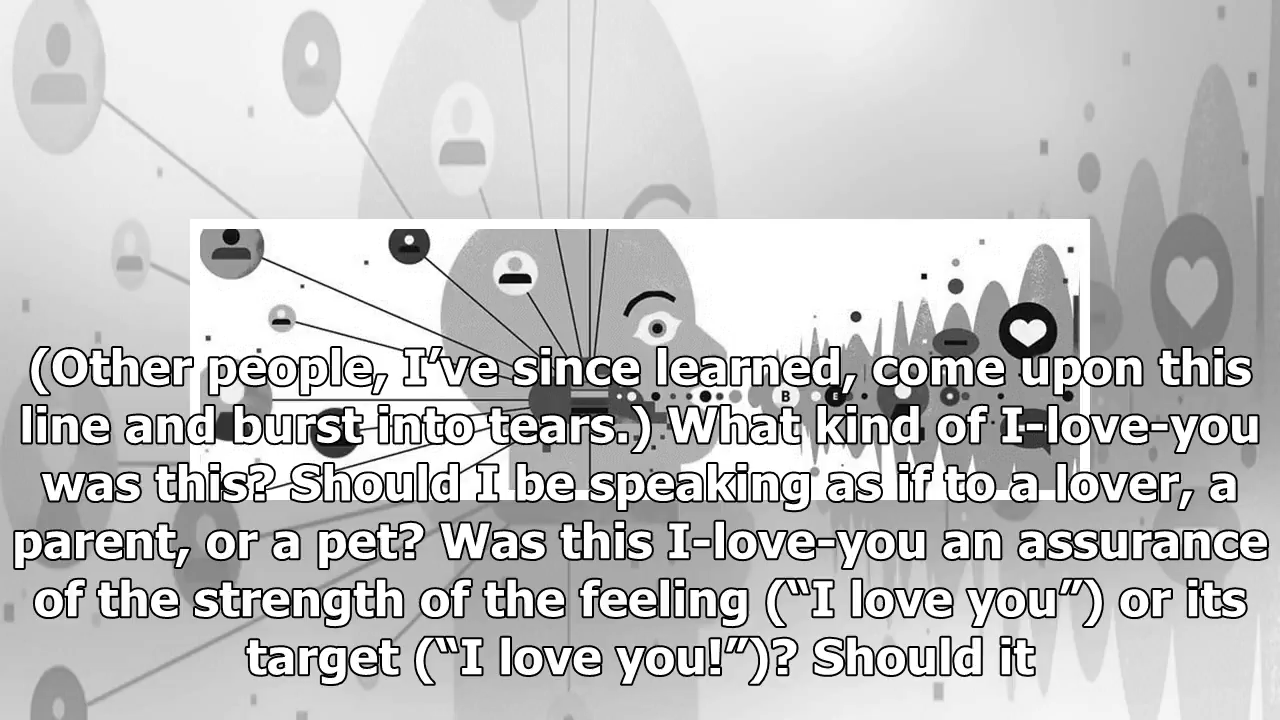 (Other people, I’ve since learned, come upon this
line and burst into tears.) What kind of I-love-you
was this? Should I be speaking as if to a lover, a
parent, or a pet? Was this I-love-you an assurance
of the strength of the feeling (“I love you”) or its
target (“I love you!”)? Should it
B
E